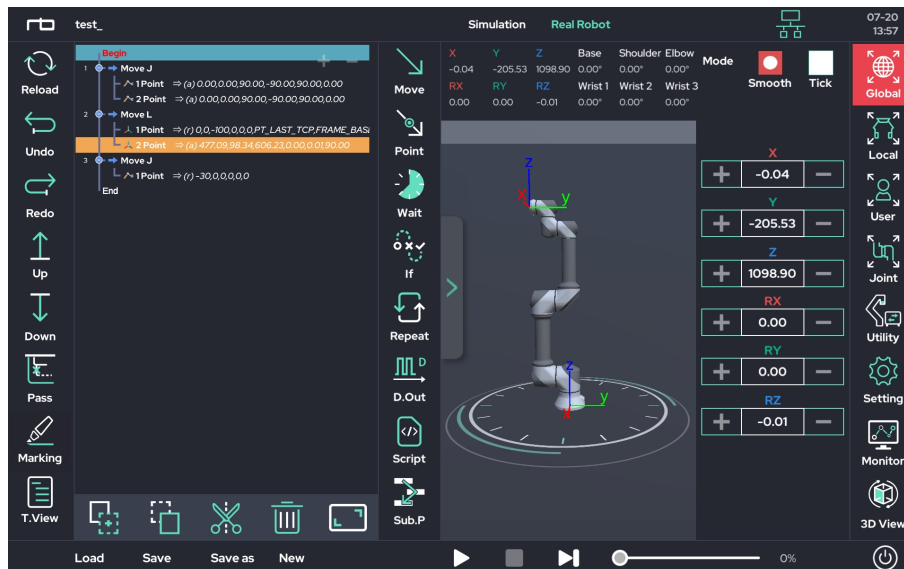 test_
Simulation
Real Robot
07-20
13:57
Reload
Undo
Redo
Up
Down
Pass
Marking
T.View
Begin
1 Move J
1 Point ⇒ (a) 0.00,0.00,90.00,-90.00,90.00,0.00
2 Point ⇒ (a) 0.00,0.00,90.00,-90.00,90.00,0.00
2 Move L
1 Point ⇒ (r) 0,0,-100,0,0,0,PT_LAST_TCP,FRAME_BAS
2 Point ⇒ (a) 477.09,98.34,606.23,0.00,0.01,90.00
3 Move J
1 Point ⇒ (r) -30,0,0,0,0,0
End
Move
Point
Wait
If
Repeat
D
D.Out
Script
Sub.P
X Y Z Base Shoulder Elbow
-0.04 -205.53 1098.90 0.00° 0.00° 0.00°
RX RY RZ Wrist 1 Wrist 2 Wrist 3
0.00 0.00 -0.01 0.00° 0.00° 0.00°
Mode
Smooth
Tick
z
x
y
z
x
y
X
-0.04
Y
-205.53
Z
1098.90
RX
0.00
RY
0.00
RZ
-0.01
Global
Local
User
Joint
Utility
Setting
Monitor
3D View
Load Save Save as New
0%